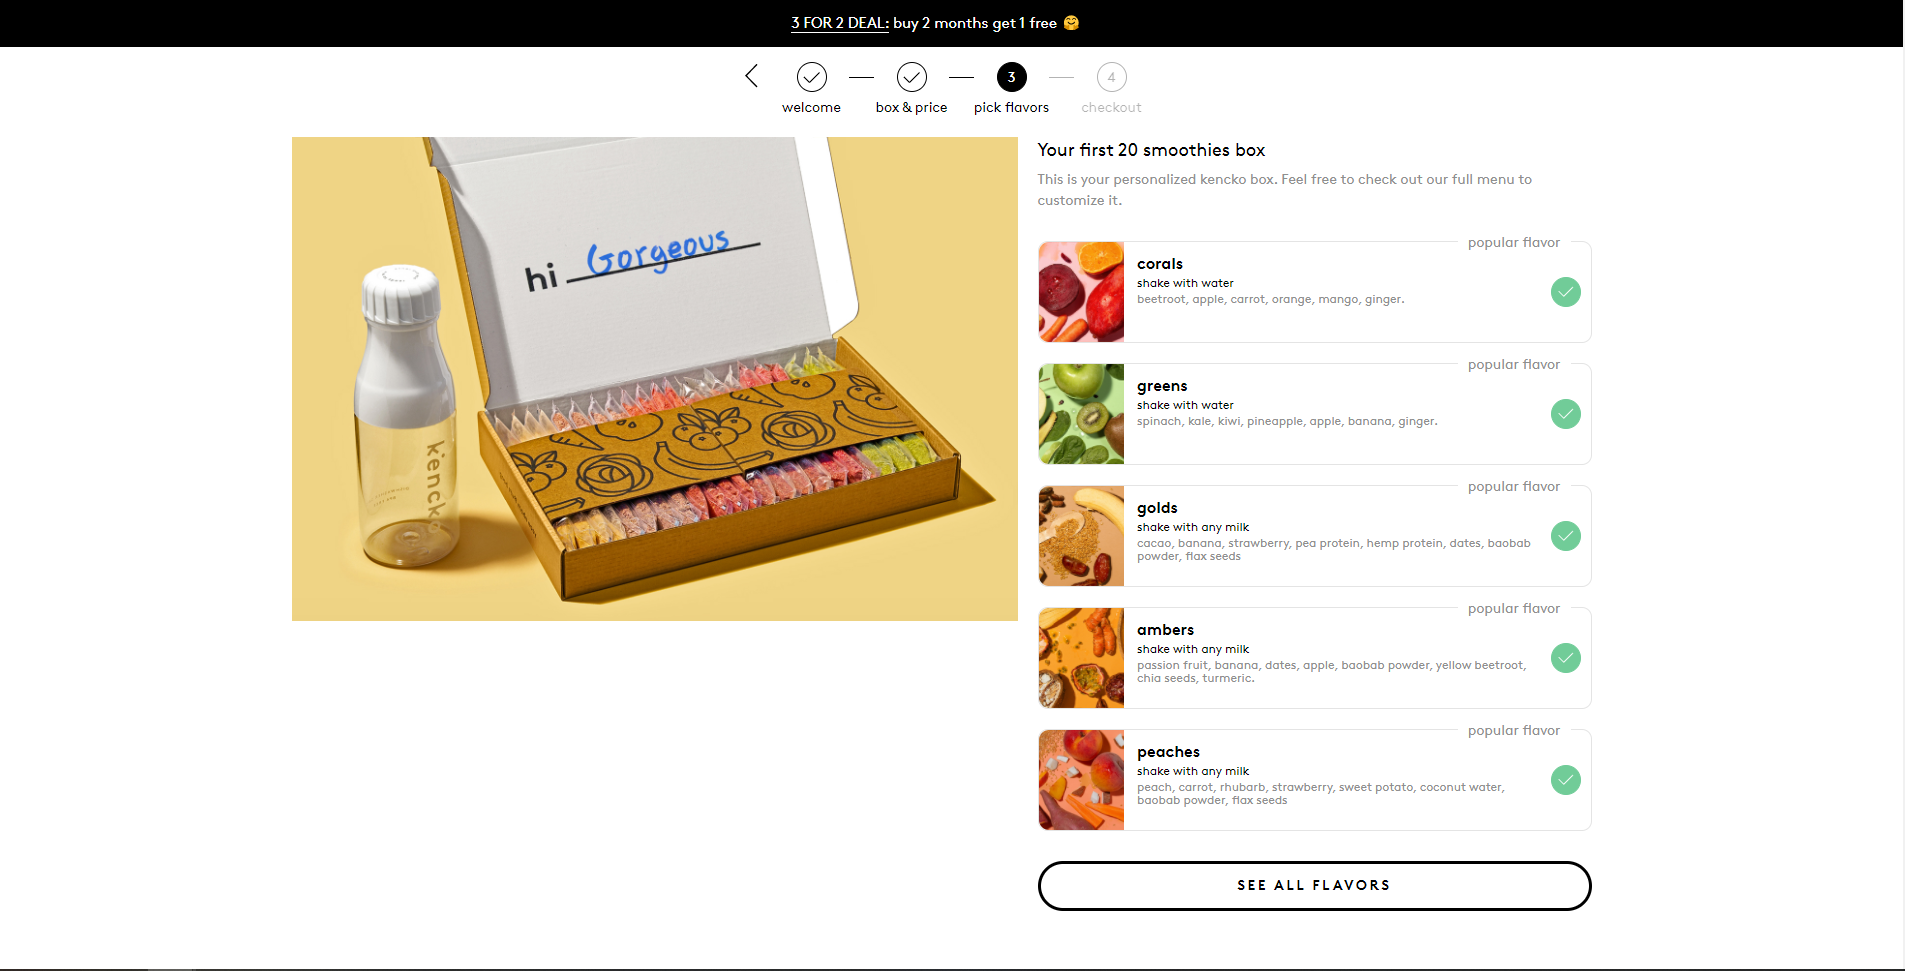 3 FOR 2 DEAL: buy 2 months get 1 free 🤗
3
4
welcome
box & price
pick flavors
checkout
hi Gorgeous
kencko
Your first 20 smoothies box
This is your personalized kencko box. Feel free to check out our full menu to
customize it.
popular flavor
corals
shake with water
beetroot, apple, carrot, orange, mango, ginger.
popular flavor
greens
shake with water
spinach, kale, kiwi, pineapple, apple, banana, ginger.
popular flavor
golds
shake with any milk
cacao, banana, strawberry, pea protein, hemp protein, dates, baobab
powder, flax seeds
popular flavor
ambers
shake with any milk
passion fruit, banana, dates, apple, baobab powder, yellow beetroot,
chia seeds, turmeric.
popular flavor
peaches
shake with any milk
peach, carrot, rhubarb, strawberry, sweet potato, coconut water,
baobab powder, flax seeds
SEE ALL FLAVORS